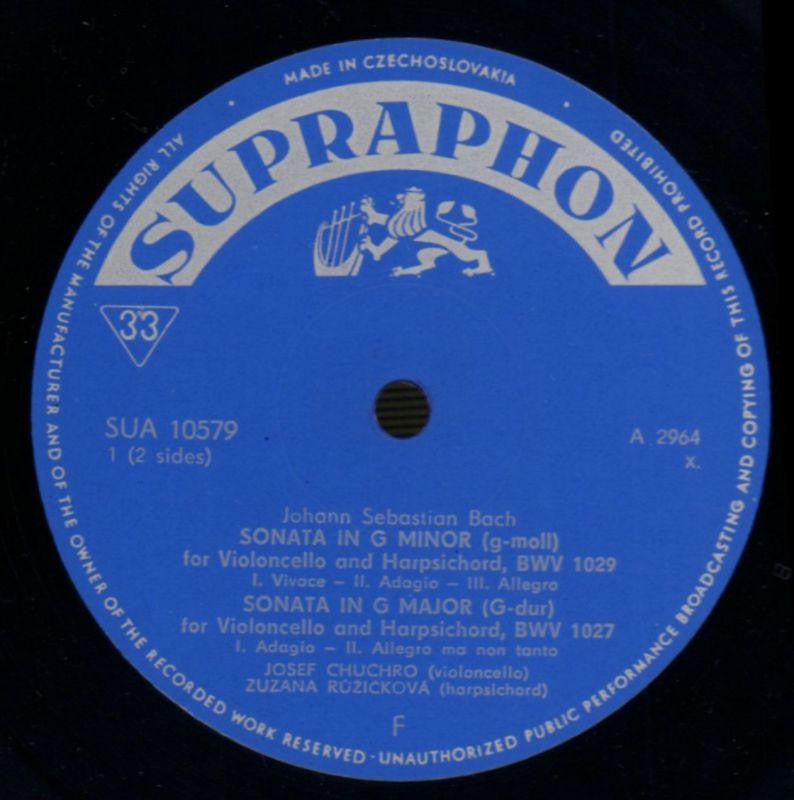 MADE IN CZECHOSLOVAKIA
SUPRAPHON
33
SUA 10579
1 (2 sides)
A 2964
x.
Johann Sebastian Bach
SONATA IN G MINOR (g-moll)
for Violoncello and Harpsichord, BWV 1029
I. Vivace – II. Adagio – III. Allegro
SONATA IN G MAJOR (G-dur)
for Violoncello and Harpsichord, BWV 1027
I. Adagio – II. Allegro ma non tanto
JOSEF CHUCHRO (violoncello)
ZUZANA RŮŽIČKOVÁ (harpsichord)
F
ALL RIGHTS OF THE MANUFACTURER AND OF THE OWNER OF THE RECORDED WORK RESERVED · UNAUTHORIZED PUBLIC PERFORMANCE BROADCASTING AND COPYING OF THIS RECORD PROHIBITED